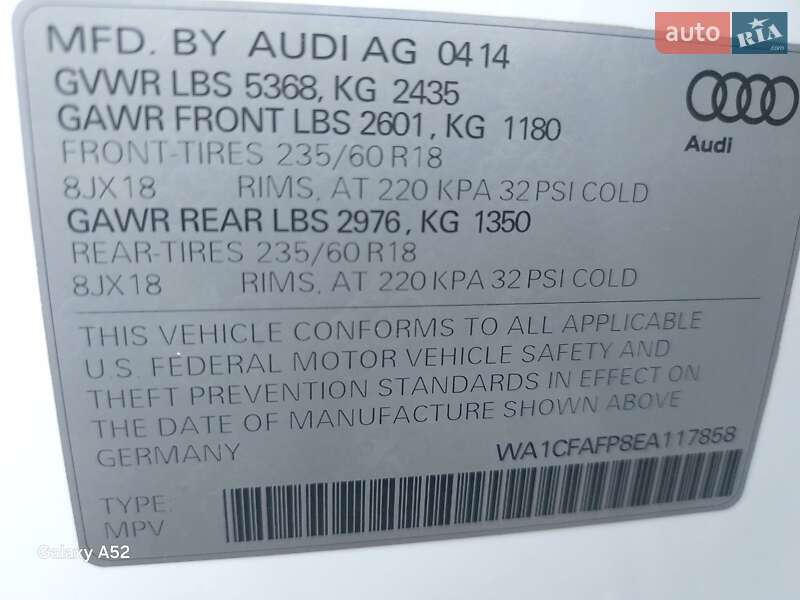 MFD. BY AUDI AG 0414
GVWR LBS 5368, KG 2435
GAWR FRONT LBS 2601, KG 1180
FRONT-TIRES 235/60 R18
8JX18 RIMS, AT 220 KPA 32 PSI COLD
GAWR REAR LBS 2976, KG 1350
REAR-TIRES 235/60 R18
8JX18 RIMS, AT 220 KPA 32 PSI COLD
Audi
THIS VEHICLE CONFORMS TO ALL APPLICABLE
U.S. FEDERAL MOTOR VEHICLE SAFETY AND
THEFT PREVENTION STANDARDS IN EFFECT ON
THE DATE OF MANUFACTURE SHOWN ABOVE
GERMANY WA1CFAFP8EA117858
TYPE:
MPV
Galaxy A52
auto RIA.com